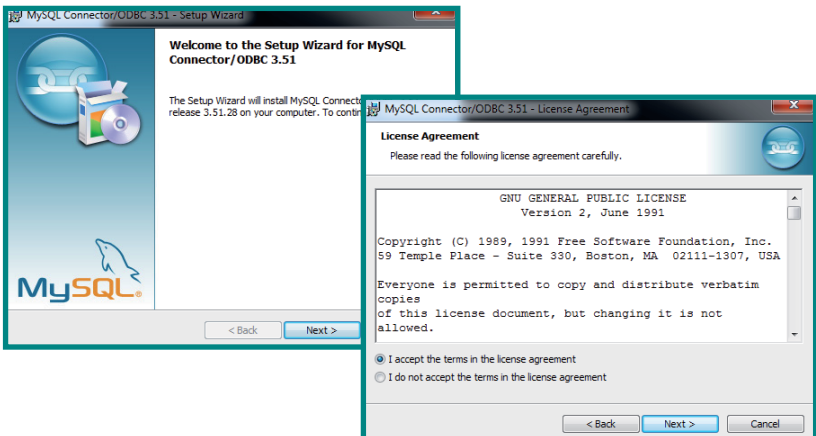 MySQL Connector/ODBC 3.51 - Setup Wizard
Welcome to the Setup Wizard for MySQL
Connector/ODBC 3.51
The Setup Wizard will install MySQL
release 3.51.28 on your computer. To
MySQL®
< Back
Next >
MySQL Connector/ODBC 3.51 - License Agreement
License Agreement
Please read the following license agreement carefully.
GNU GENERAL PUBLIC LICENSE
Version 2, June 1991
Copyright (C) 1989, 1991 Free Software Foundation, Inc.
59 Temple Place - Suite 330, Boston, MA 02111-1307, USA
Everyone is permitted to copy and distribute verbatim
copies
of this license document, but changing it is not
allowed.
I accept the terms in the license agreement
I do not accept the terms in the license agreement
< Back
Next >
Cancel